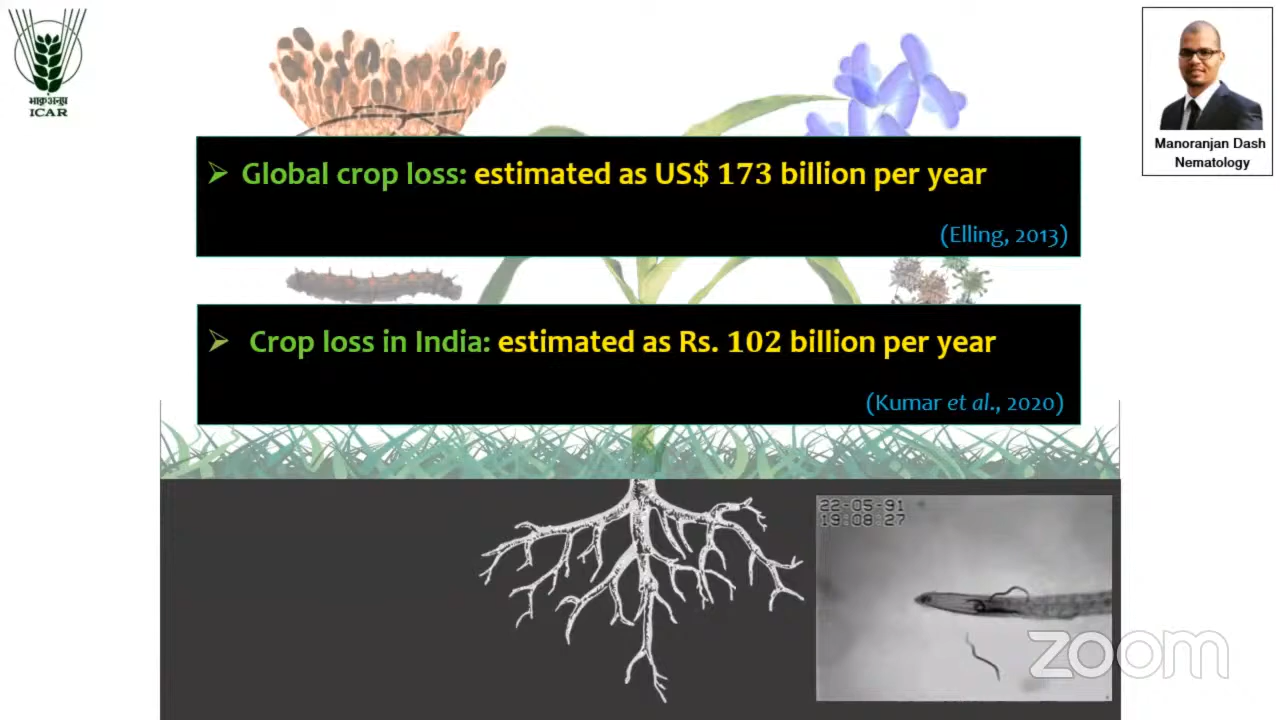 भाकृअनुप
ICAR
Manoranjan Dash
Nematology
➢ Global crop loss: estimated as US$ 173 billion per year
(Elling, 2013)
➢ Crop loss in India: estimated as Rs. 102 billion per year
(Kumar et al., 2020)
22-05-91
19:08:27
zoom